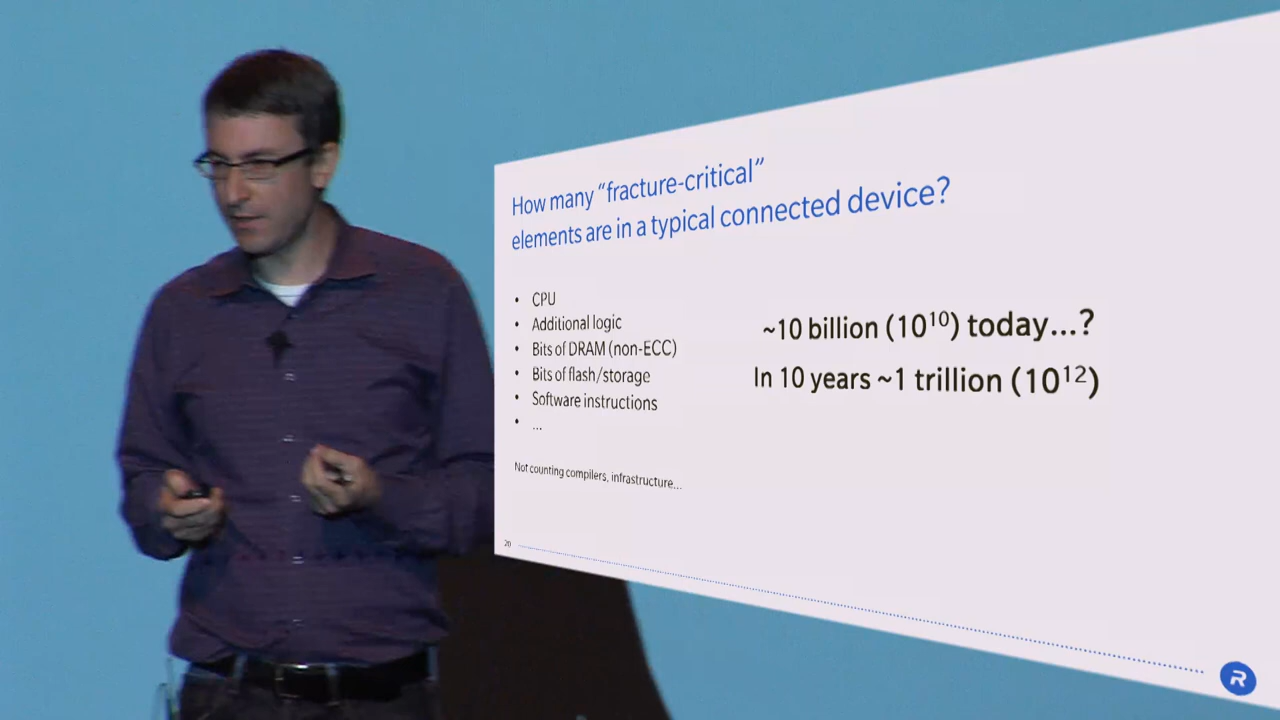 How many “fracture-critical”
elements are in a typical connected device?
• CPU
• Additional logic
• Bits of DRAM (non-ECC)
• Bits of flash/storage
• Software instructions
• ...
~10 billion (10¹⁰) today...?
In 10 years ~1 trillion (10¹²)
Not counting compilers, infrastructure...
20
R